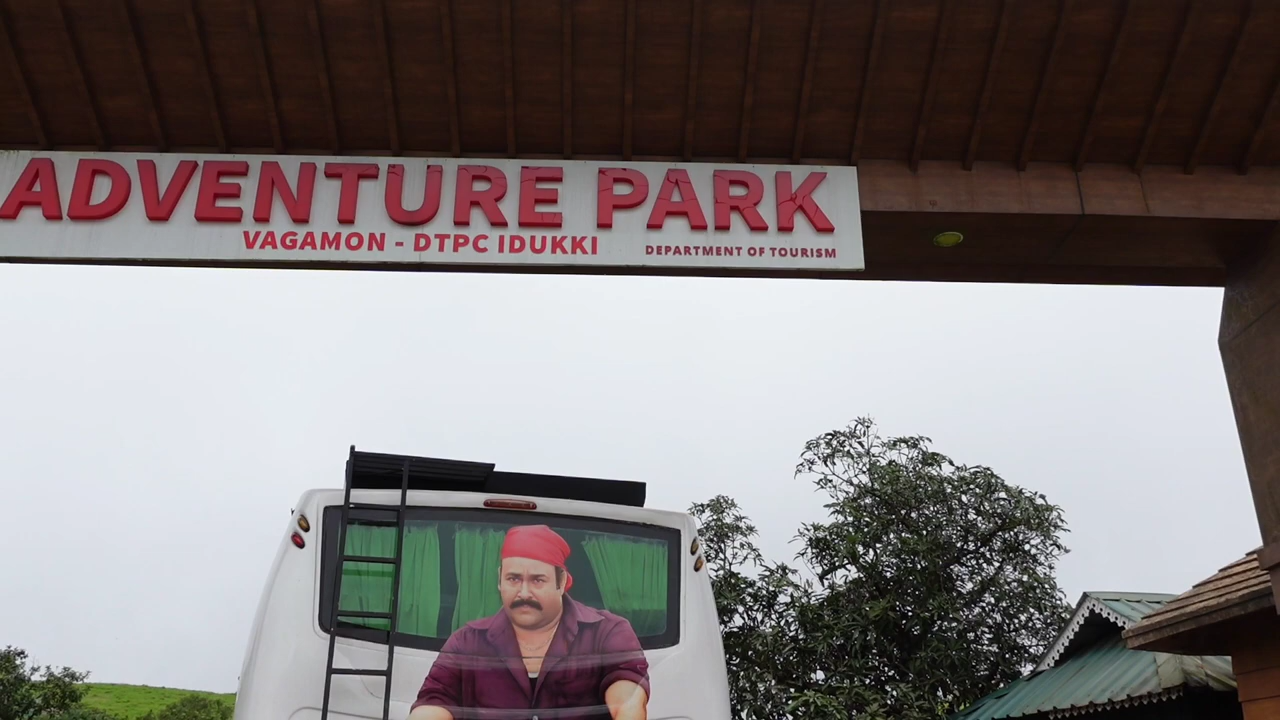 ADVENTURE PARK
VAGAMON - DTPC IDUKKI
DEPARTMENT OF TOURISM